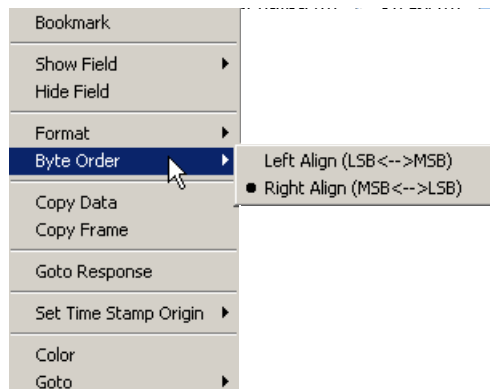 Bookmark
Show Field
Hide Field
Format
Byte Order
Left Align (LSB<-->MSB)
Right Align (MSB<-->LSB)
Copy Data
Copy Frame
Goto Response
Set Time Stamp Origin
Color
Goto